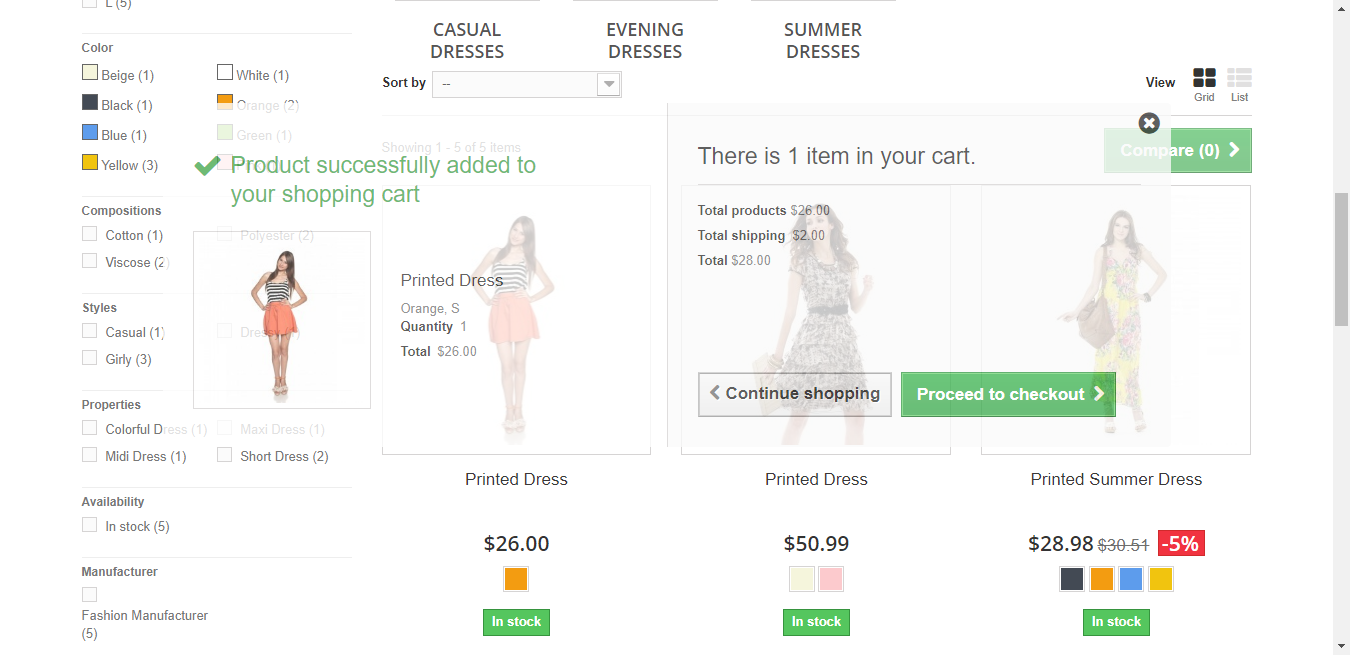 L (5)
CASUAL
DRESSES
EVENING
DRESSES
SUMMER
DRESSES
Color
Beige (1)
White (1)
Black (1)
Orange (2)
Blue (1)
Green (1)
Yellow (3)
Sort by
--
View
Grid
List
Showing 1 - 5 of 5 items
Compare (0)
Product successfully added to
your shopping cart
There is 1 item in your cart.
Compositions
Cotton (1)
Polyester (2)
Viscose (2)
Styles
Casual (1)
Girly (3)
Properties
Colorful Dress (1)
Maxi Dress (1)
Midi Dress (1)
Short Dress (2)
Availability
In stock (5)
Manufacturer
Fashion Manufacturer
(5)
Printed Dress
Orange, S
Quantity 1
Total $26.00
Total products $26.00
Total shipping $2.00
Total $28.00
Continue shopping
Proceed to checkout
Printed Dress
$26.00
In stock
Printed Dress
$50.99
In stock
Printed Summer Dress
$28.98 $30.51 -5%
In stock